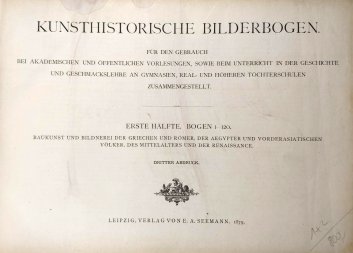 KUNSTHISTORISCHE BILDERBOGEN.
FÜR DEN GEBRAUCH
BEI AKADEMISCHEN UND ÖFFENTLICHEN VORLESUNGEN, SOWIE BEIM UNTERRICHT IN DER GESCHICHTE
UND GESCHMACKSLEHRE AN GYMNASIEN, REAL- UND HÖHEREN TÖCHTERSCHULEN
ZUSAMMENGESTELLT.
ERSTE HÄLFTE. BOGEN 1–120.
BAUKUNST UND BILDNEREI DER GRIECHEN UND RÖMER, DER AEGYPTER UND VORDERASIATISCHEN
VÖLKER, DES MITTELALTERS UND DER RENAISSANCE.
DRITTER ABDRUCK.
LEIPZIG, VERLAG VON E. A. SEEMANN. 1879.